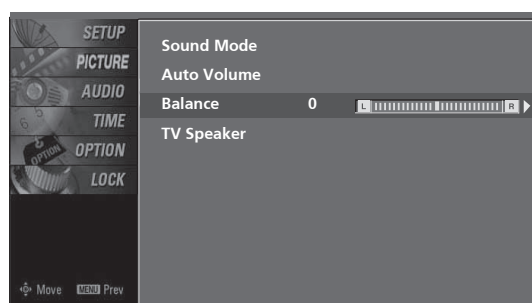 SETUP
PICTURE
AUDIO
TIME
OPTION
LOCK
Move MENU Prev
Sound Mode
Auto Volume
Balance 0 L R
TV Speaker